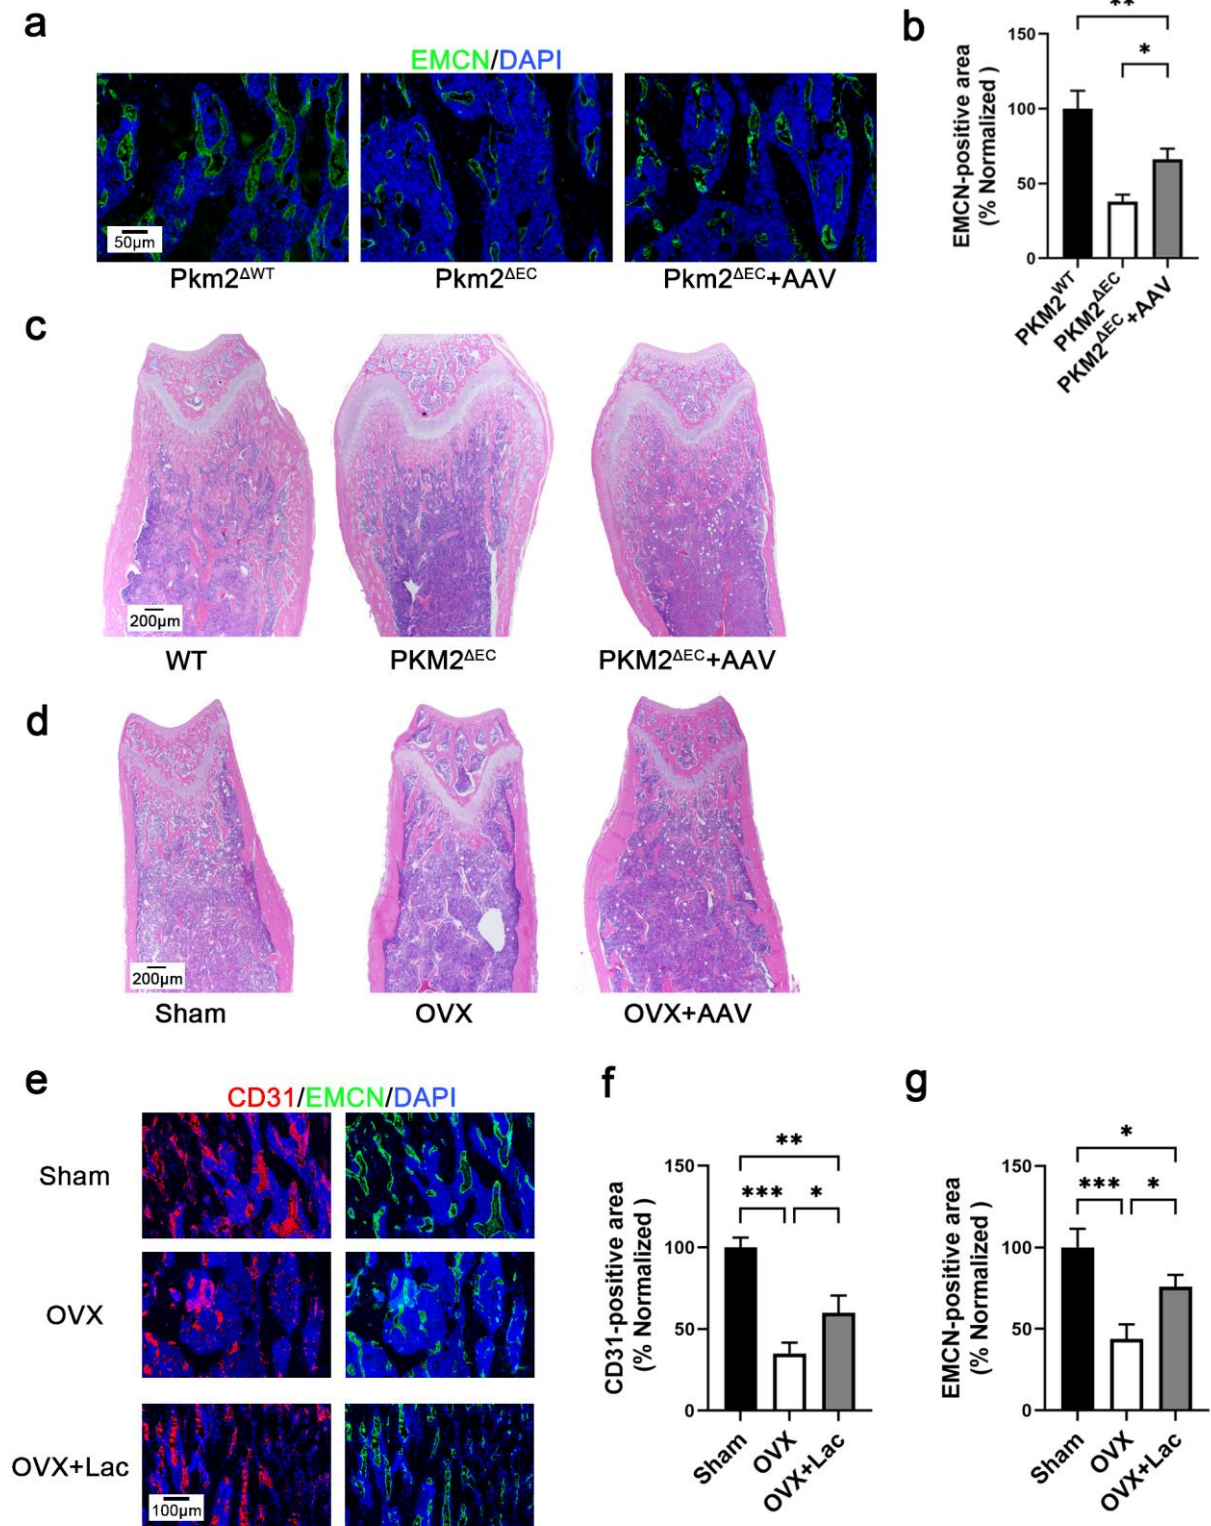 a
EMCN/DAPI
50µm
Pkm2ΔWT
Pkm2ΔEC
Pkm2ΔEC+AAV
b
**
*
EMCN-positive area
(% Normalized )
150
100
50
0
PKM2WT
PKM2ΔEC
PKM2ΔEC+AAV
c
200µm
WT
PKM2ΔEC
PKM2ΔEC+AAV
d
200µm
Sham
OVX
OVX+AAV
e
CD31/EMCN/DAPI
Sham
OVX
OVX+Lac
100µm
f
**
***
*
CD31-positive area
(% Normalized )
150
100
50
0
Sham
OVX
OVX+Lac
g
*
***
*
EMCN-positive area
(% Normalized )
150
100
50
0
Sham
OVX
OVX+Lac